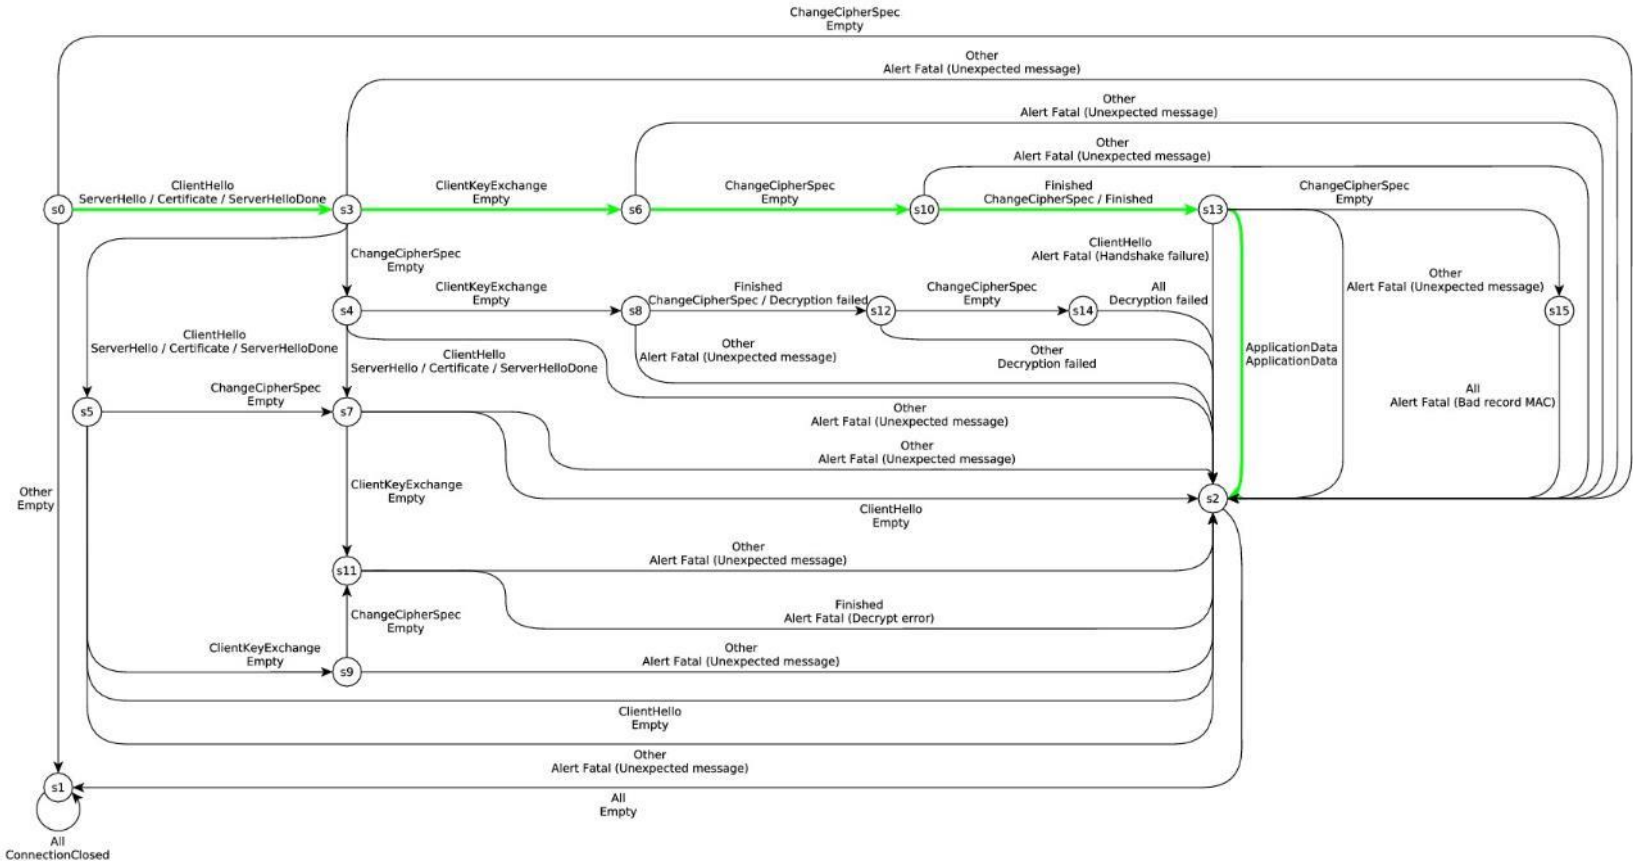 ChangeCipherSpec
Empty
Other
Alert Fatal (Unexpected message)
Other
Alert Fatal (Unexpected message)
Other
Alert Fatal (Unexpected message)
ClientHello
ServerHello / Certificate / ServerHelloDone
ClientKeyExchange
Empty
ChangeCipherSpec
Empty
Finished
ChangeCipherSpec / Finished
ChangeCipherSpec
Empty
s0
s3
s6
s10
s13
ChangeCipherSpec
Empty
ClientHello
Alert Fatal (Handshake failure)
Other
Alert Fatal (Unexpected message)
ClientKeyExchange
Empty
Finished
ChangeCipherSpec / Decryption failed
ChangeCipherSpec
Empty
All
Decryption failed
s4
s8
s12
s14
s15
ClientHello
ServerHello / Certificate / ServerHelloDone
ClientHello
ServerHello / Certificate / ServerHelloDone
Other
Alert Fatal (Unexpected message)
Other
Decryption failed
ApplicationData
ApplicationData
ChangeCipherSpec
Empty
All
Alert Fatal (Bad record MAC)
s5
s7
Other
Alert Fatal (Unexpected message)
Other
Alert Fatal (Unexpected message)
Other
Empty
ClientKeyExchange
Empty
s2
ClientHello
Empty
Other
Alert Fatal (Unexpected message)
s11
Finished
Alert Fatal (Decrypt error)
ChangeCipherSpec
Empty
ClientKeyExchange
Empty
Other
Alert Fatal (Unexpected message)
s9
ClientHello
Empty
Other
Alert Fatal (Unexpected message)
s1
All
Empty
All
ConnectionClosed